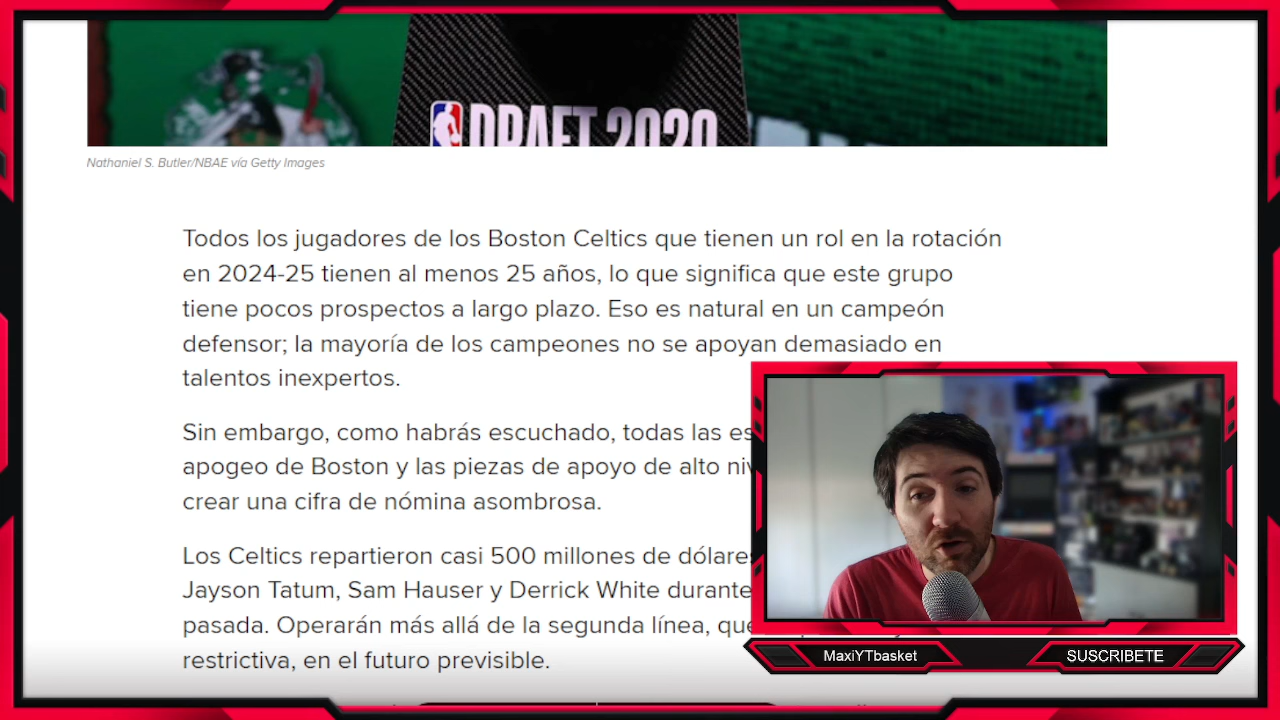 DRAFT 2020
Nathaniel S. Butler/NBAE vía Getty Images
Todos los jugadores de los Boston Celtics que tienen un rol en la rotación
en 2024-25 tienen al menos 25 años, lo que significa que este grupo
tiene pocos prospectos a largo plazo. Eso es natural en un campeón
defensor; la mayoría de los campeones no se apoyan demasiado en
talentos inexpertos.
Sin embargo, como habrás escuchado, todas las
apogeo de Boston y las piezas de apoyo de alto
crear una cifra de nómina asombrosa.
Los Celtics repartieron casi 500 millones de dólares
Jayson Tatum, Sam Hauser y Derrick White durante
pasada. Operarán más allá de la segunda línea,
restrictiva, en el futuro previsible.
MaxiYTbasket
SUSCRIBETE